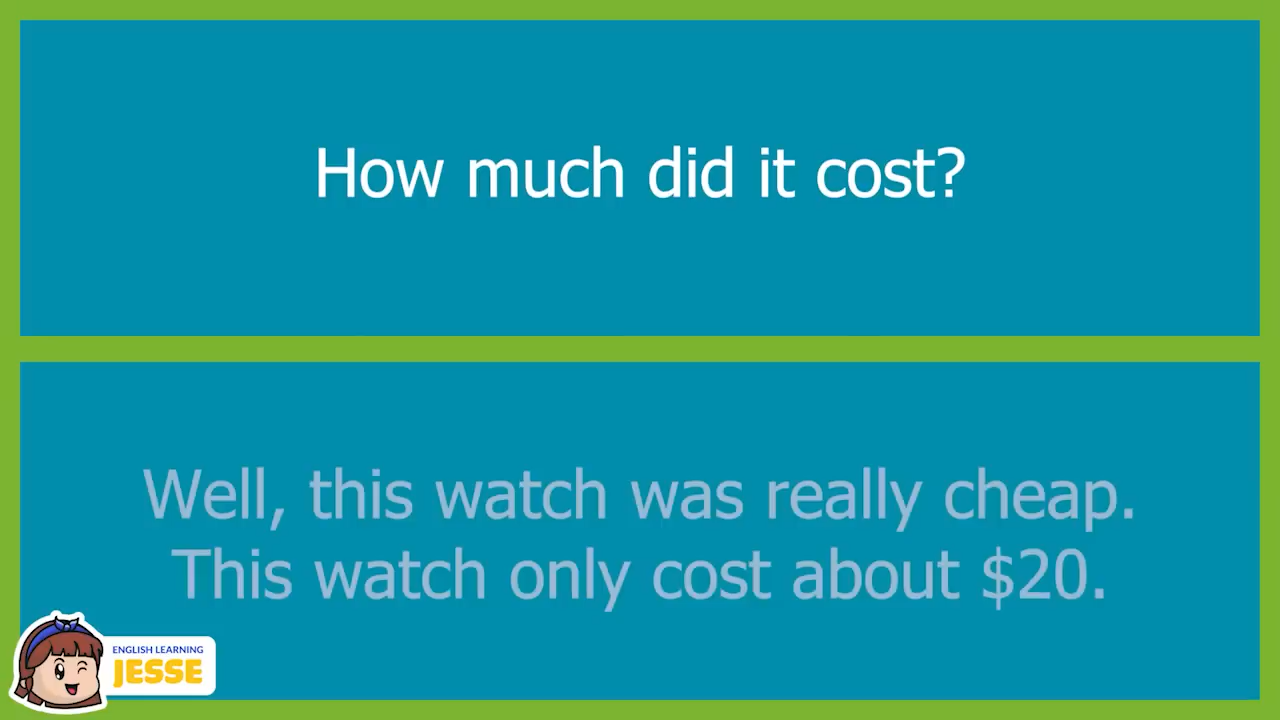 How much did it cost?
Well, this watch was really cheap.
This watch only cost about $20.
ENGLISH LEARNING
JESSE